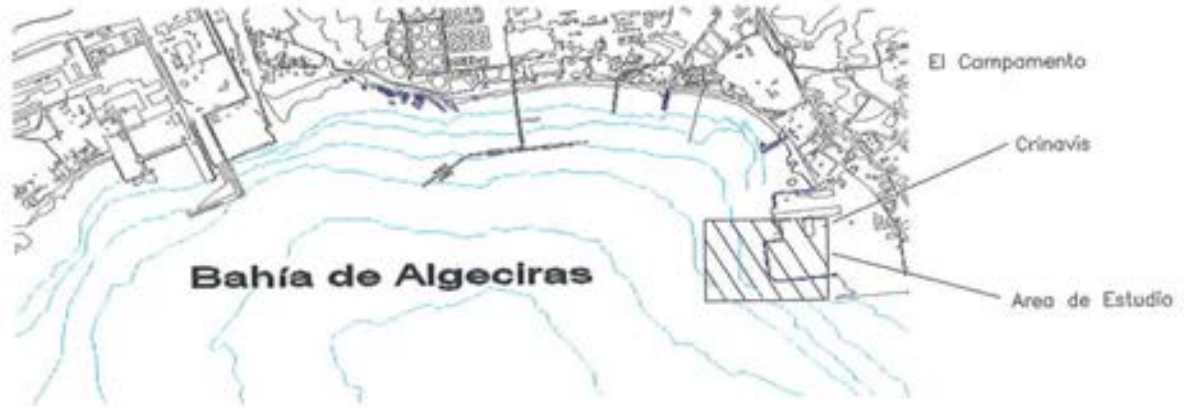 El Campamento
Crinavis
Bahía de Algeciras
Area de Estudio